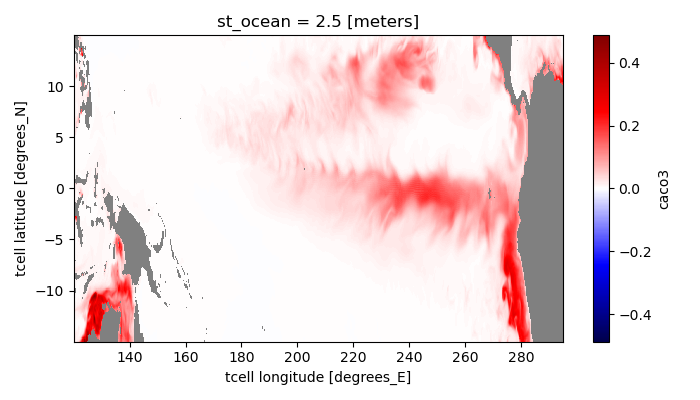 st_ocean = 2.5 [meters]
10
5
0
−5
−10
tcell latitude [degrees_N]
140 160 180 200 220 240 260 280
tcell longitude [degrees_E]
0.4
0.2
0.0
−0.2
−0.4
caco3